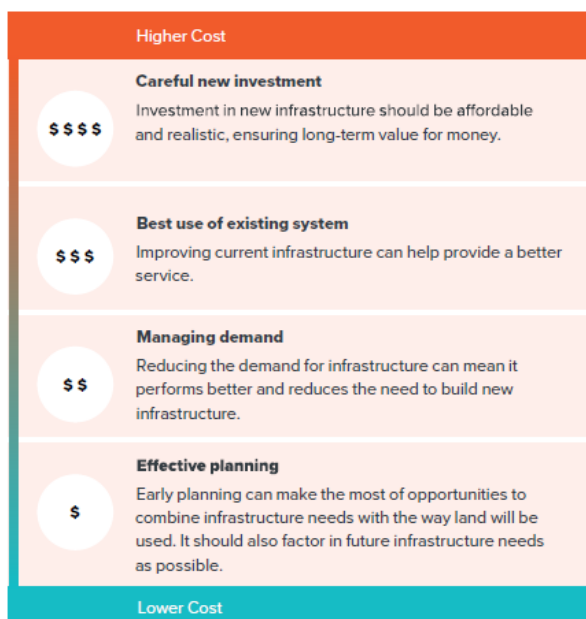 Higher Cost
Careful new investment
$ $ $ $
Investment in new infrastructure should be affordable
and realistic, ensuring long-term value for money.
Best use of existing system
$ $ $
Improving current infrastructure can help provide a better
service.
Managing demand
$ $
Reducing the demand for infrastructure can mean it
performs better and reduces the need to build new
infrastructure.
Effective planning
$
Early planning can make the most of opportunities to
combine infrastructure needs with the way land will be
used. It should also factor in future infrastructure needs
as possible.
Lower Cost